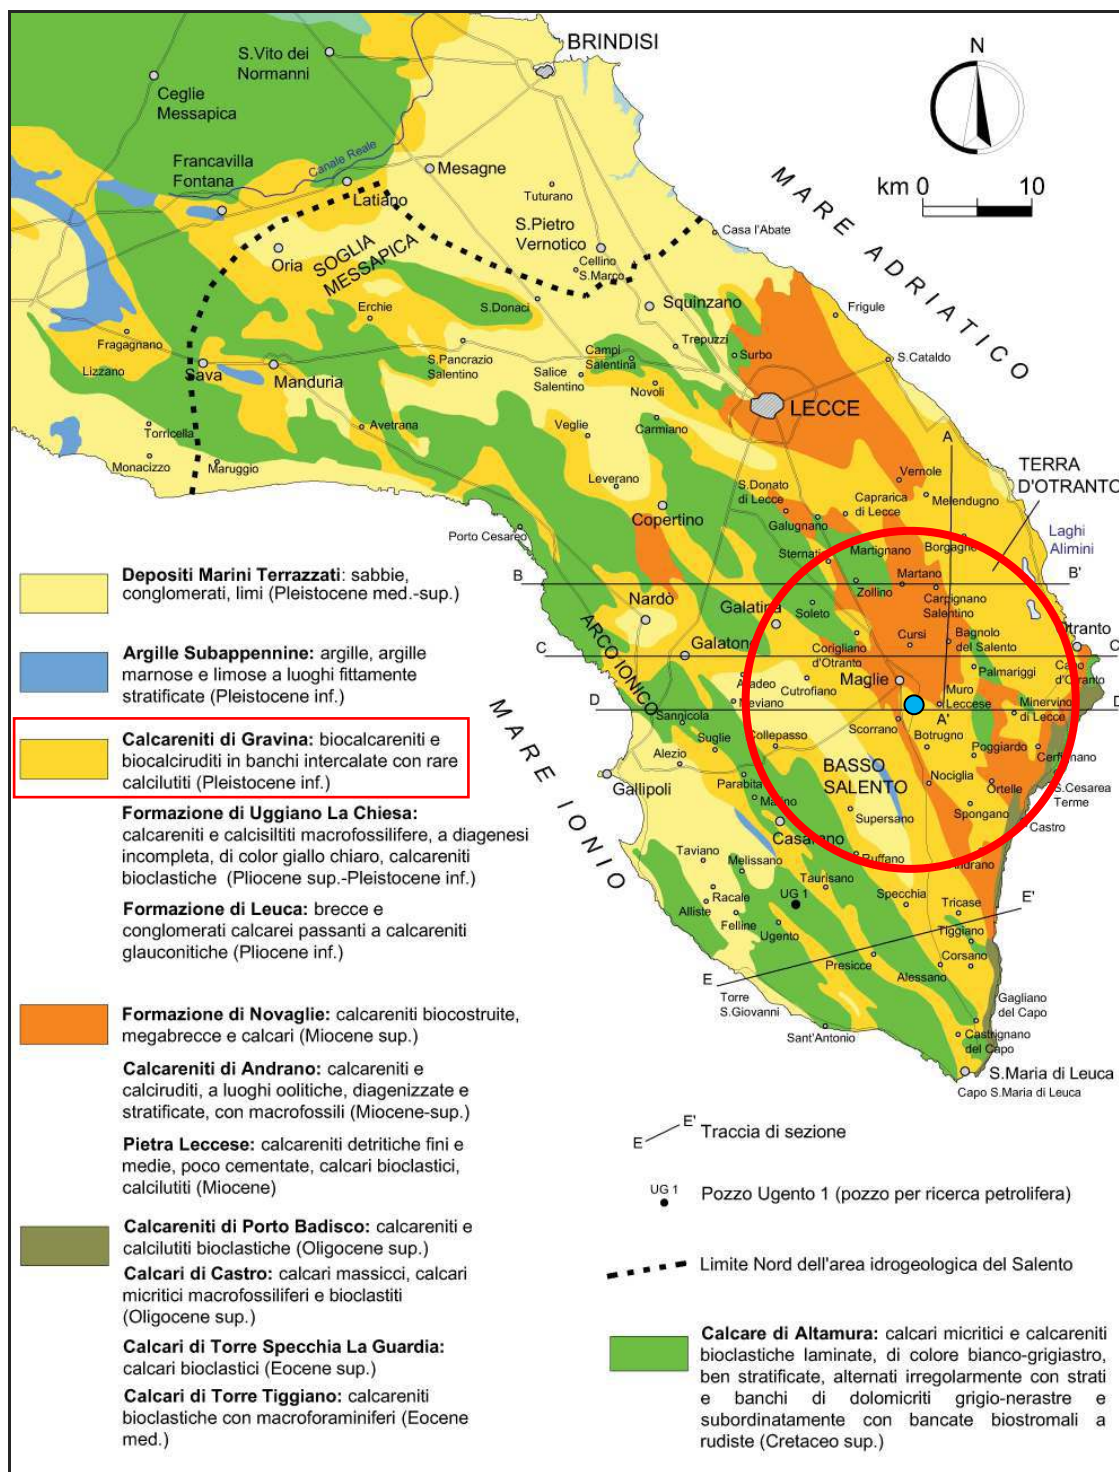 BRINDISI
S.Vito dei
Normanni
N
Ceglie
Messapica
km 0
10
Francavilla
Fontana
Canale Reale
Mesagne
Latiano
Tuturano
MARE ADRIATICO
S.Pietro
Vernotico
Casa l'Abate
Oria
SOGLIA
MESSAPICA
Cellino
S.Marco
S.Donaci
Squinzano
Erchie
Frigule
Trepuzzi
Fragagnano
Surbo
S.Cataldo
Lizzano
Sava
Manduria
S.Pancrazio
Salentino
Campi
Salentina
Salice
Salentino
Novoli
LECCE
Torricella
Avetrana
Veglie
Carmiano
A
Monacizzo
Maruggio
Leverano
Vernole
TERRA
D'OTRANTO
S.Donato
di Lecce
Caprarica
di Lecce
Melendugno
Copertino
Galugnano
Porto Cesareo
Sternati
Martignano
Borgagne
Laghi
Alimini
B
B'
Martano
Zollino
Carpignano
Salentino
Nardò
Galatina
Soleto
ARCO IONICO
Cursi
Bagnolo
del Salento
Otranto
Galatone
C
C
Corigliano
d'Otranto
Palmariggi
Capo
d'Otranto
Aradeo
Cutrofiano
Maglie
Muro
Leccese
D
Neviano
A'
Minervino
di Lecce
D
Sannicola
Scorrano
MARE IONIO
Suglie
Collepasso
Botrugno
Poggiardo
Alezio
BASSO
SALENTO
Cerfignano
Gallipoli
Parabita
Nociglia
Ortelle
S.Cesarea
Terme
Matino
Supersano
Spongano
Castro
Casarano
Taviano
Melissano
Ruffano
Andrano
Taurisano
Racale
UG 1
Specchia
Tricase
E'
Alliste
Felline
Ugento
Tiggiano
Presicce
Corsano
Alessano
E
Torre
S.Giovanni
Gagliano
del Capo
Sant'Antonio
Castrignano
del Capo
S.Maria di Leuca
Capo S.Maria di Leuca
Depositi Marini Terrazzati: sabbie,
conglomerati, limi (Pleistocene med.-sup.)
Argille Subappennine: argille, argille
marnose e limose a luoghi fittamente
stratificate (Pleistocene inf.)
Calcareniti di Gravina: biocalcareniti e
biocalciruditi in banchi intercalate con rare
calcilutiti (Pleistocene inf.)
Formazione di Uggiano La Chiesa:
calcareniti e calcisiltiti macrofossilifere, a diagenesi
incompleta, di color giallo chiaro, calcareniti
bioclastiche (Pliocene sup.-Pleistocene inf.)
Formazione di Leuca: brecce e
conglomerati calcarei passanti a calcareniti
glauconitiche (Pliocene inf.)
Formazione di Novaglie: calcareniti biocostruite,
megabrecce e calcari (Miocene sup.)
Calcareniti di Andrano: calcareniti e
calciruditi, a luoghi oolitiche, diagenizzate e
stratificate, con macrofossili (Miocene-sup.)
Pietra Leccese: calcareniti detritiche fini e
medie, poco cementate, calcari bioclastici,
calcilutiti (Miocene)
Calcareniti di Porto Badisco: calcareniti e
calcilutiti bioclastiche (Oligocene sup.)
Calcari di Castro: calcari massicci, calcari
micritici macrofossiliferi e bioclastiti
(Oligocene sup.)
Calcari di Torre Specchia La Guardia:
calcari bioclastici (Eocene sup.)
Calcari di Torre Tiggiano: calcareniti
bioclastiche con macroforaminiferi (Eocene
med.)
E E' Traccia di sezione
UG 1 Pozzo Ugento 1 (pozzo per ricerca petrolifera)
Limite Nord dell'area idrogeologica del Salento
Calcare di Altamura: calcari micritici e calcareniti
bioclastiche laminate, di colore bianco-grigiastro,
ben stratificate, alternati irregolarmente con strati
e banchi di dolomicriti grigio-nerastre e
subordinatamente con bancate biostromali a
rudiste (Cretaceo sup.)